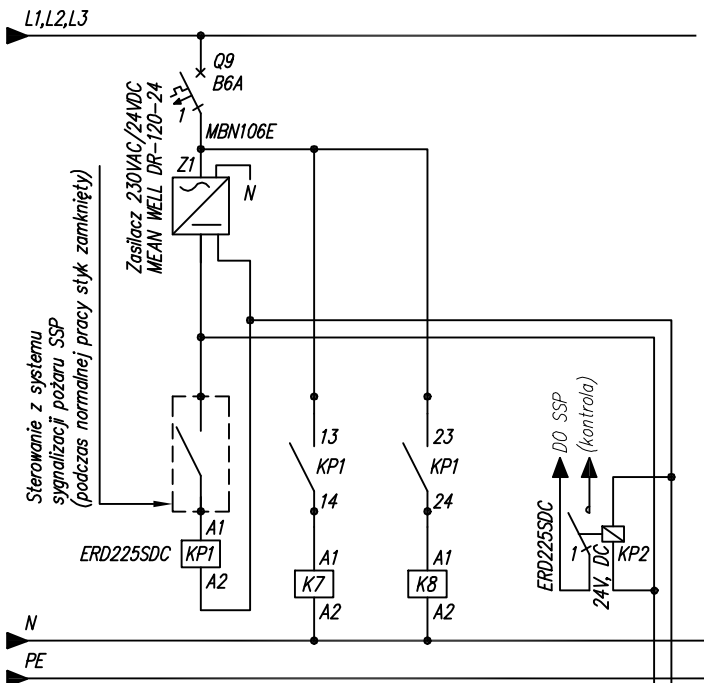 L1,L2,L3
Q9
B6A
1
MBN106E
Zasilacz 230VAC/24VDC
MEAN WELL DR-120-24
Z1
N
Sterowanie z systemu
sygnalizacji pożaru SSP
(podczas normalnej pracy styk zamknięty)
13
KP1
14
23
KP1
24
DO SSP
(kontrola)
A1
ERD225SDC
KP1
A2
A1
K7
A2
A1
K8
A2
ERD225SDC
1
24V, DC
KP2
N
PE